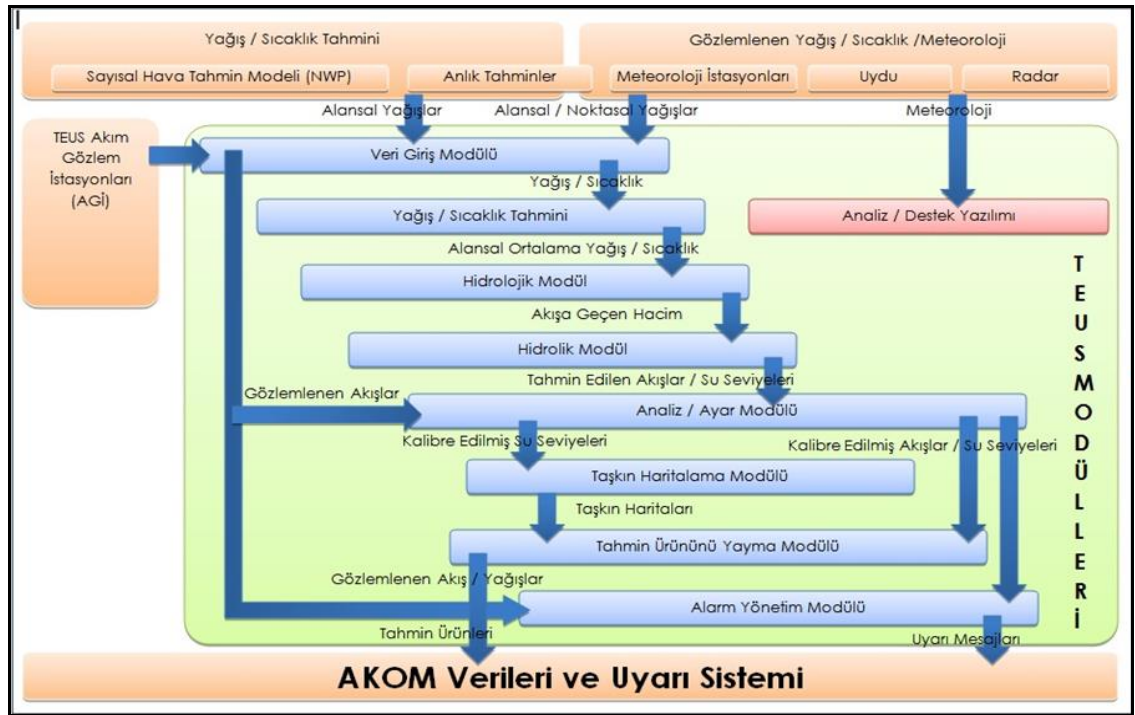 Yağış / Sıcaklık Tahmini
Gözlemlenen Yağış / Sıcaklık /Meteoroloji
Sayısal Hava Tahmin Modeli (NWP)
Anlık Tahminler
Meteoroloji İstasyonları
Uydu
Radar
Alansal Yağışlar
Alansal / Noktasal Yağışlar
Meteoroloji
TEUS Akım
Gözlem
İstasyonları
(AGİ)
Veri Giriş Modülü
Yağış / Sıcaklık
Yağış / Sıcaklık Tahmini
Analiz / Destek Yazılımı
Alansal Ortalama Yağış / Sıcaklık
Hidrolojik Modül
Akışa Geçen Hacim
Hidrolik Modül
Tahmin Edilen Akışlar / Su Seviyeleri
Gözlemlenen Akışlar
Analiz / Ayar Modülü
Kalibre Edilmiş Su Seviyeleri
Kalibre Edilmiş Akışlar / Su Seviyeleri
Taşkın Haritalama Modülü
Taşkın Haritaları
Tahmin Ürününü Yayma Modülü
Gözlemlenen Akış / Yağışlar
Alarm Yönetim Modülü
Tahmin Ürünleri
Uyarı Mesajları
TEUS MODÜLLERİ
AKOM Verileri ve Uyarı Sistemi